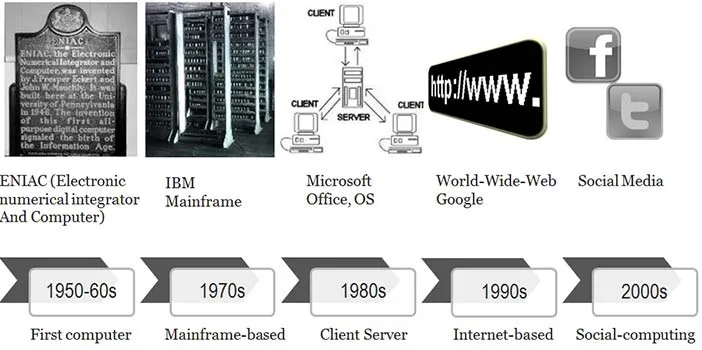 ENIAC
ENIAC, the Electronic
Numerical Integrator and
Computer, was invented
by J. Presper Eckert and
John W. Mauchly. It was
built here at the Uni-
versity of Pennsylvania
in 1946. The invention
of this first all-
purpose digital computer
signaled the birth of
the Information Age.
CLIENT
CLIENT
CLIENT
SERVER
http://WWW.
f
t
ENIAC (Electronic
numerical integrator
And Computer)
IBM
Mainframe
Microsoft
Office, OS
World-Wide-Web
Google
Social Media
1950-60s
1970s
1980s
1990s
2000s
First computer
Mainframe-based
Client Server
Internet-based
Social-computing